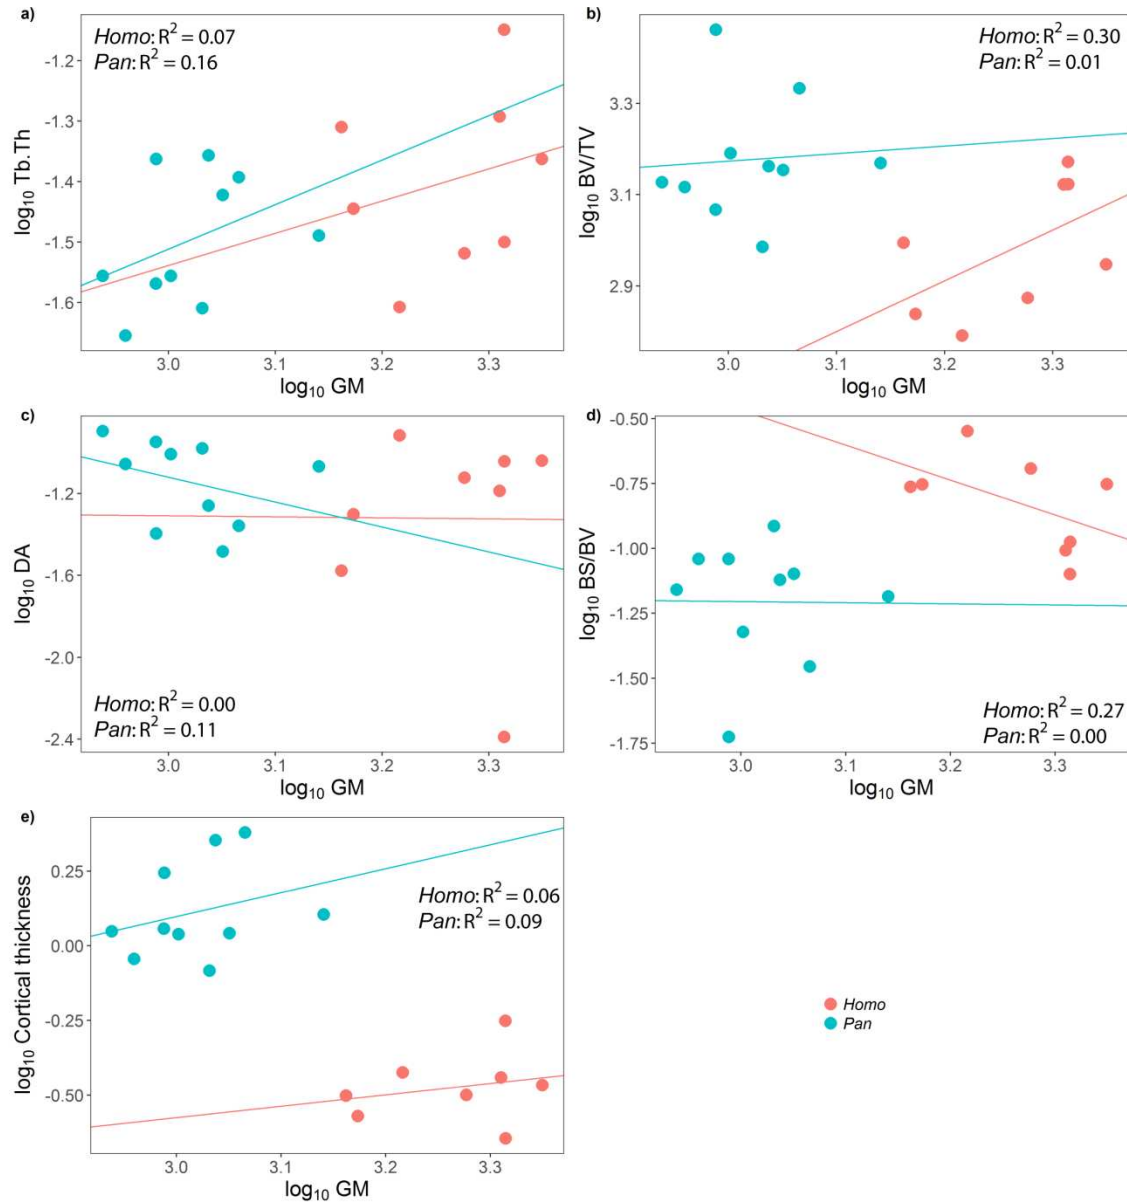 a)
Homo: R² = 0.07
Pan: R² = 0.16
-1.2
-1.3
-1.4
-1.5
-1.6
log₁₀ Tb.Th
3.0 3.1 3.2 3.3
log₁₀ GM
b)
Homo: R² = 0.30
Pan: R² = 0.01
3.3
3.1
2.9
log₁₀ BV/TV
3.0 3.1 3.2 3.3
log₁₀ GM
c)
-1.2
-1.6
-2.0
-2.4
log₁₀ DA
Homo: R² = 0.00
Pan: R² = 0.11
3.0 3.1 3.2 3.3
log₁₀ GM
d)
-0.50
-0.75
-1.00
-1.25
-1.50
-1.75
log₁₀ BS/BV
Homo: R² = 0.27
Pan: R² = 0.00
3.0 3.1 3.2 3.3
log₁₀ GM
e)
0.25
0.00
-0.25
-0.50
log₁₀ Cortical thickness
Homo: R² = 0.06
Pan: R² = 0.09
3.0 3.1 3.2 3.3
log₁₀ GM
Homo
Pan